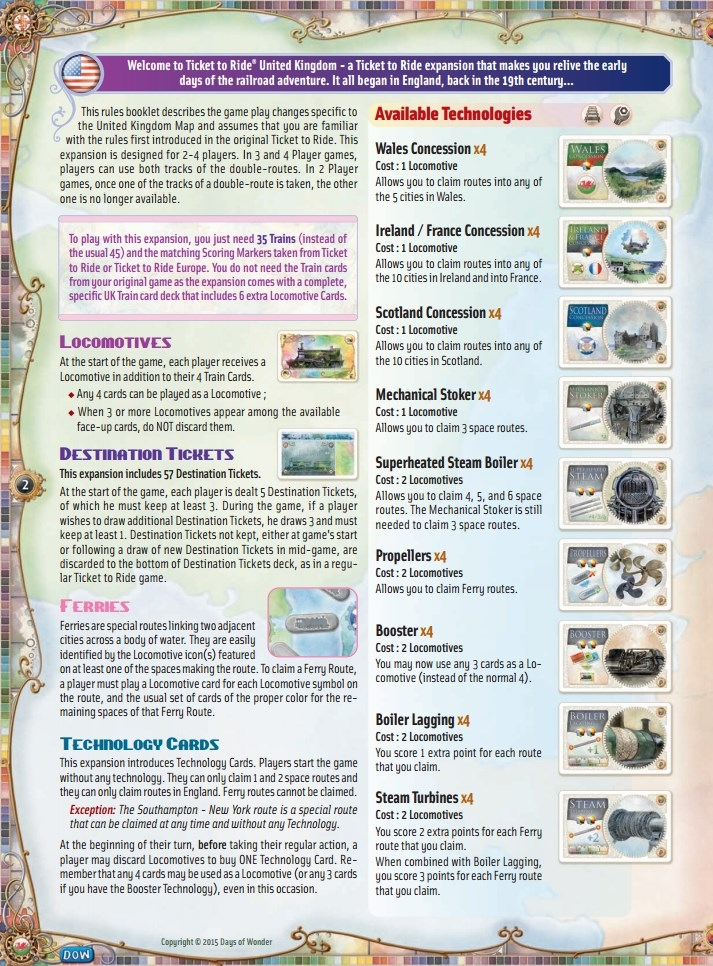 Welcome to Ticket to Ride® United Kingdom - a Ticket to Ride expansion that makes you relive the early
days of the railroad adventure. It all began in England, back in the 19th century...
This rules booklet describes the game play changes specific to
the United Kingdom Map and assumes that you are familiar
with the rules first introduced in the original Ticket to Ride. This
expansion is designed for 2-4 players. In 3 and 4 Player games,
players can use both tracks of the double-routes. In 2 Player
games, once one of the tracks of a double-route is taken, the other
one is no longer available.
To play with this expansion, you just need 35 Trains (instead of
the usual 45) and the matching Scoring Markers taken from Ticket
to Ride or Ticket to Ride Europe. You do not need the Train cards
from your original game as the expansion comes with a complete,
specific UK Train card deck that includes 6 extra Locomotive Cards.
Locomotives
At the start of the game, each player receives a
Locomotive in addition to their 4 Train Cards.
◆ Any 4 cards can be played as a Locomotive ;
◆ When 3 or more Locomotives appear among the available
face-up cards, do NOT discard them.
Destination Tickets
This expansion includes 57 Destination Tickets.
At the start of the game, each player is dealt 5 Destination Tickets,
of which he must keep at least 3. During the game, if a player
wishes to draw additional Destination Tickets, he draws 3 and must
keep at least 1. Destination Tickets not kept, either at game's start
or following a draw of new Destination Tickets in mid-game, are
discarded to the bottom of Destination Tickets deck, as in a regu-
lar Ticket to Ride game.
Ferries
Ferries are special routes linking two adjacent
cities across a body of water. They are easily
identified by the Locomotive icon(s) featured
on at least one of the spaces making the route. To claim a Ferry Route,
a player must play a Locomotive card for each Locomotive symbol on
the route, and the usual set of cards of the proper color for the re-
maining spaces of that Ferry Route.
Technology Cards
This expansion introduces Technology Cards. Players start the game
without any technology. They can only claim 1 and 2 space routes and
they can only claim routes in England. Ferry routes cannot be claimed.
Exception: The Southampton - New York route is a special route
that can be claimed at any time and without any Technology.
At the beginning of their turn, before taking their regular action, a
player may discard Locomotives to buy ONE Technology Card. Re-
member that any 4 cards may be used as a Locomotive (or any 3 cards
if you have the Booster Technology), even in this occasion.
Available Technologies
Wales Concession x4
Cost : 1 Locomotive
Allows you to claim routes into any of
the 5 cities in Wales.
WALES
CONCESSION
Ireland / France Concession x4
Cost : 1 Locomotive
Allows you to claim routes into any of
the 10 cities in Ireland and into France.
IRELAND
FRANCE
Scotland Concession x4
Cost : 1 Locomotive
Allows you to claim routes into any of
the 10 cities in Scotland.
SCOTLAND
CONCESSION
Mechanical Stoker x4
Cost : 1 Locomotive
Allows you to claim 3 space routes.
STOKER
Superheated Steam Boiler x4
Cost : 2 Locomotives
Allows you to claim 4, 5, and 6 space
routes. The Mechanical Stoker is still
needed to claim 3 space routes.
STEAM
Propellers x4
Cost : 2 Locomotives
Allows you to claim Ferry routes.
PROPELLERS
Booster x4
Cost : 2 Locomotives
You may now use any 3 cards as a Lo-
comotive (instead of the normal 4).
BOOSTER
Boiler Lagging x4
Cost : 2 Locomotives
You score 1 extra point for each route
that you claim.
BOILER
+1
Steam Turbines x4
Cost : 2 Locomotives
You score 2 extra points for each Ferry
route that you claim.
When combined with Boiler Lagging,
you score 3 points for each Ferry route
that you claim.
STEAM
+2
2
Copyright © 2015 Days of Wonder
DOW